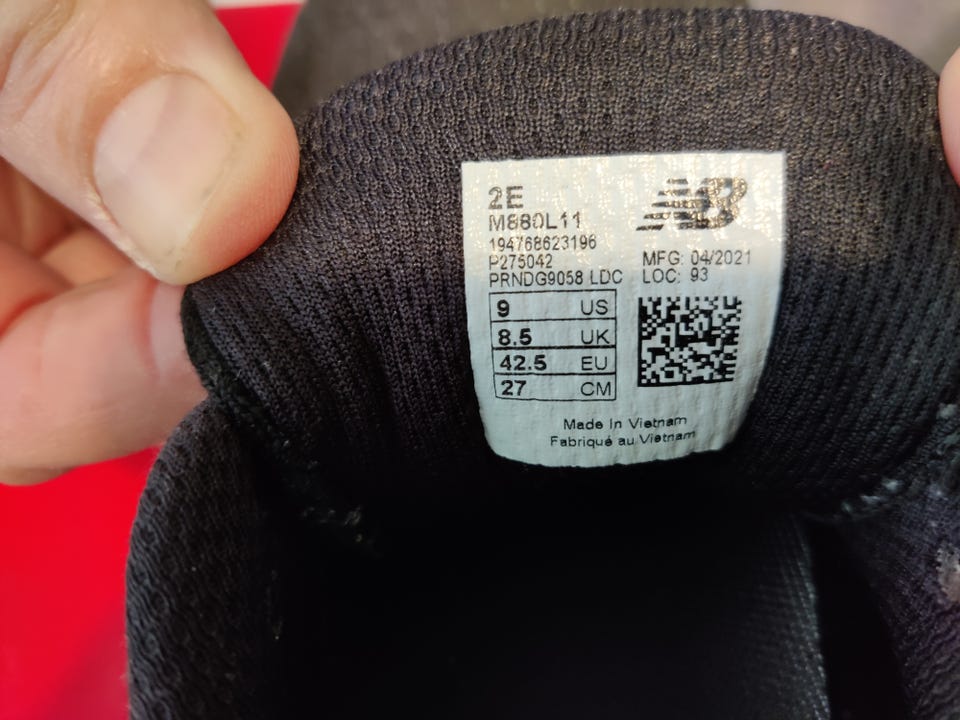 2E
NB
M880L11
194768623196
P275042
PRNDG9058 LDC
MFG: 04/2021
LOC: 93
9 US
8.5 UK
42.5 EU
27 CM
Made In Vietnam
Fabriqué au Vietnam